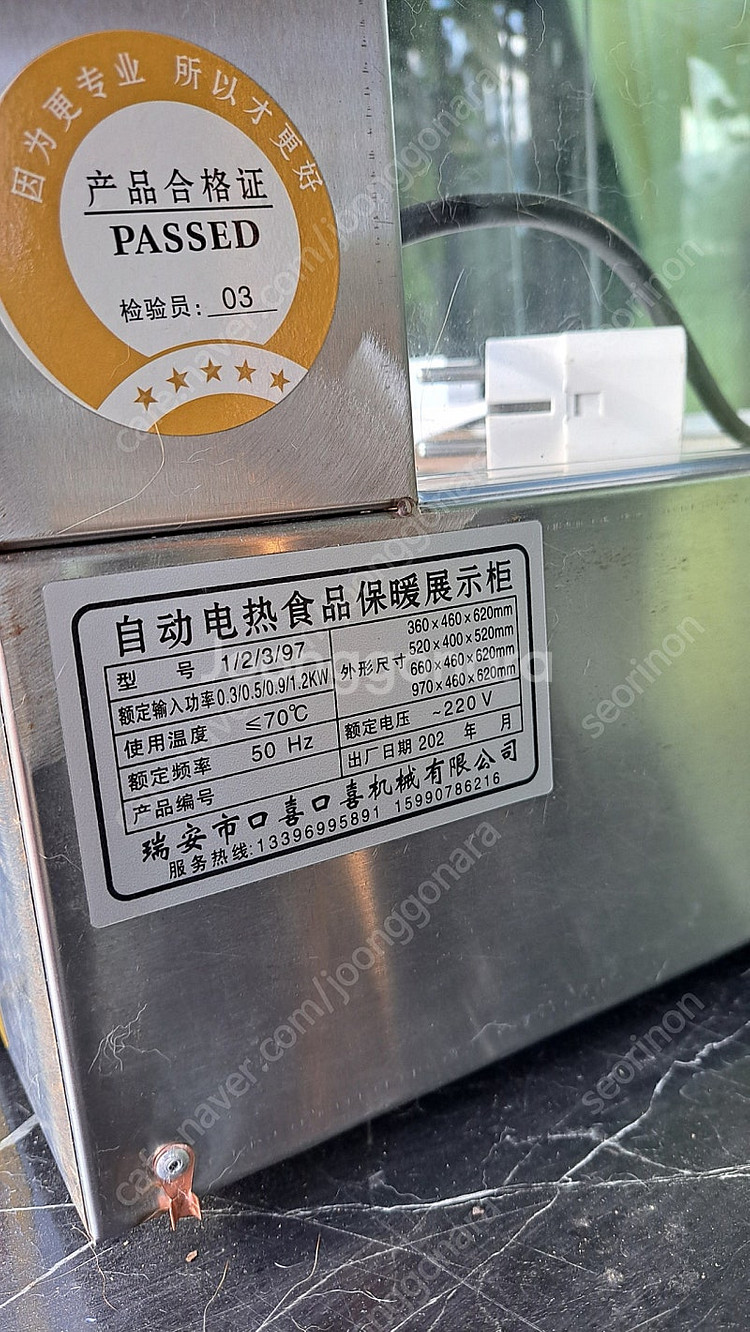 因为更专业 所以才更好
产品合格证
PASSED
检验员: 03
自动电热食品保暖展示柜
型 号 1/2/3/97
额定输入功率0.3/0.5/0.9/1.2KW
使用温度 ≤70℃
额定频率 50 Hz
产品编号
外形尺寸
360×460×620mm
520×400×520mm
660×460×620mm
970×460×620mm
额定电压 ~220 V
出厂日期 202 年 月
瑞安市口喜口喜机械有限公司
服务热线:13396995891 15990786216
Joonggonara
cafe.naver.com/joonggonara
seorinon